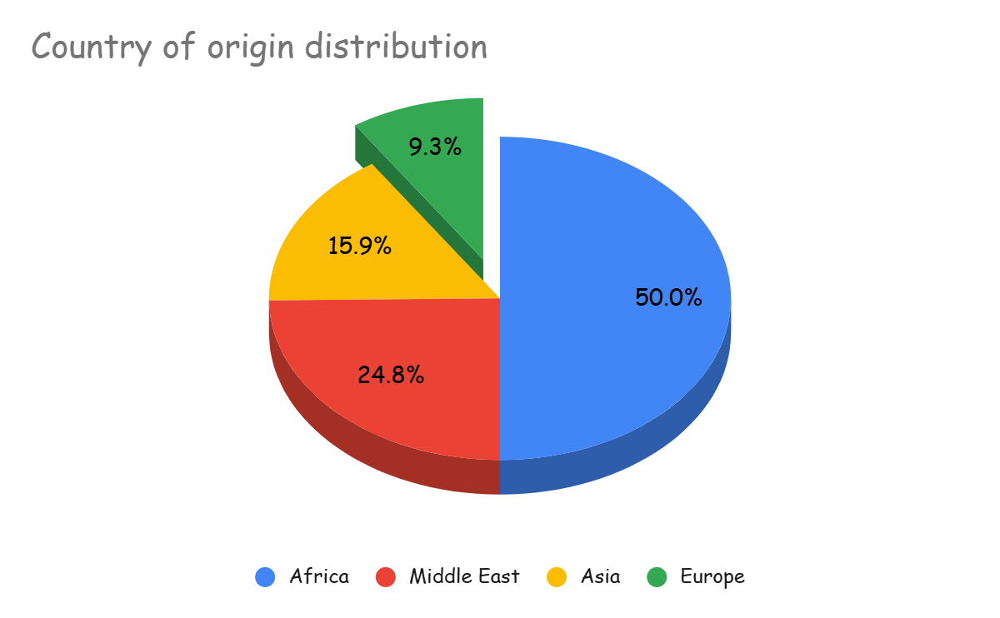 Country of origin distribution
9.3%
15.9%
50.0%
24.8%
Africa Middle East Asia Europe